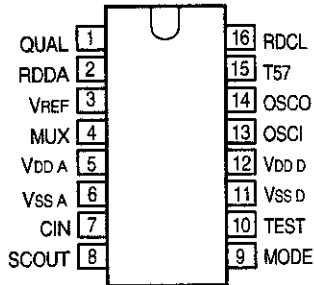 QUAL 1
RDDA 2
VREF 3
MUX 4
VDD A 5
VSS A 6
CIN 7
SCOUT 8
16 RDCL
15 T57
14 OSCO
13 OSCI
12 VDD D
11 VSS D
10 TEST
9 MODE